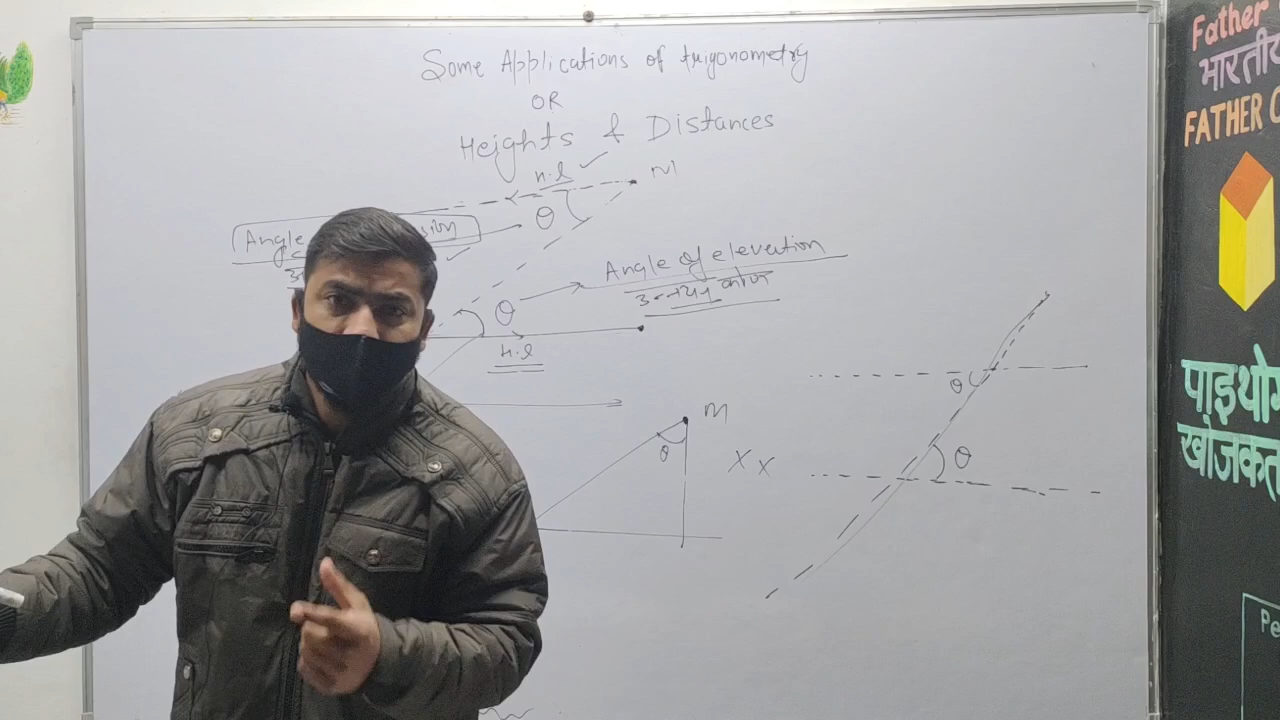 Some Applications of trigonometry
OR
Heights & Distances
h.l
M
θ
Angle
sion
Angle of elevation
उन्नयन कोण
θ
h.l
M
θ
X X
θ
θ
Father
भारतीय
FATHER O
पाइथोग
खोजकर्ता
Pe